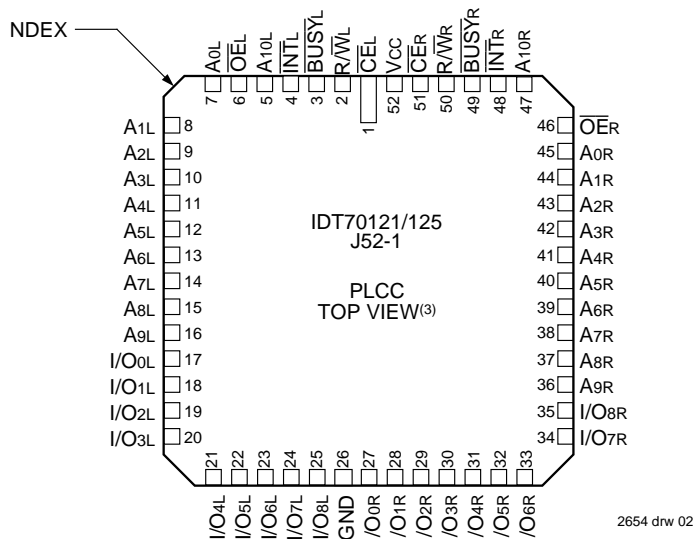 NDEX
A0L
OEL
A10L
INTL
BUSYL
R/WL
CEL
VCC
CER
R/WR
BUSYR
INTR
A10R
7
6
5
4
3
2
1
52
51
50
49
48
47
A1L 8
A2L 9
A3L 10
A4L 11
A5L 12
A6L 13
A7L 14
A8L 15
A9L 16
I/O0L 17
I/O1L 18
I/O2L 19
I/O3L 20
IDT70121/125
J52-1
PLCC
TOP VIEW(3)
46 OER
45 A0R
44 A1R
43 A2R
42 A3R
41 A4R
40 A5R
39 A6R
38 A7R
37 A8R
36 A9R
35 I/O8R
34 I/O7R
21
22
23
24
25
26
27
28
29
30
31
32
33
I/O4L
I/O5L
I/O6L
I/O7L
I/O8L
GND
/O0R
/O1R
/O2R
/O3R
/O4R
/O5R
/O6R
2654 drw 02